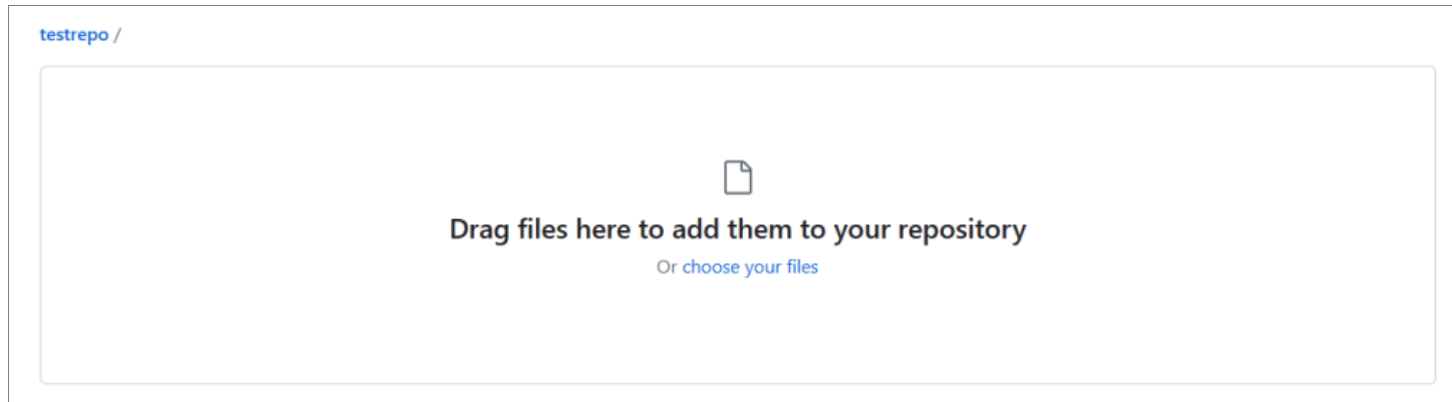 testrepo /
Drag files here to add them to your repository
Or choose your files